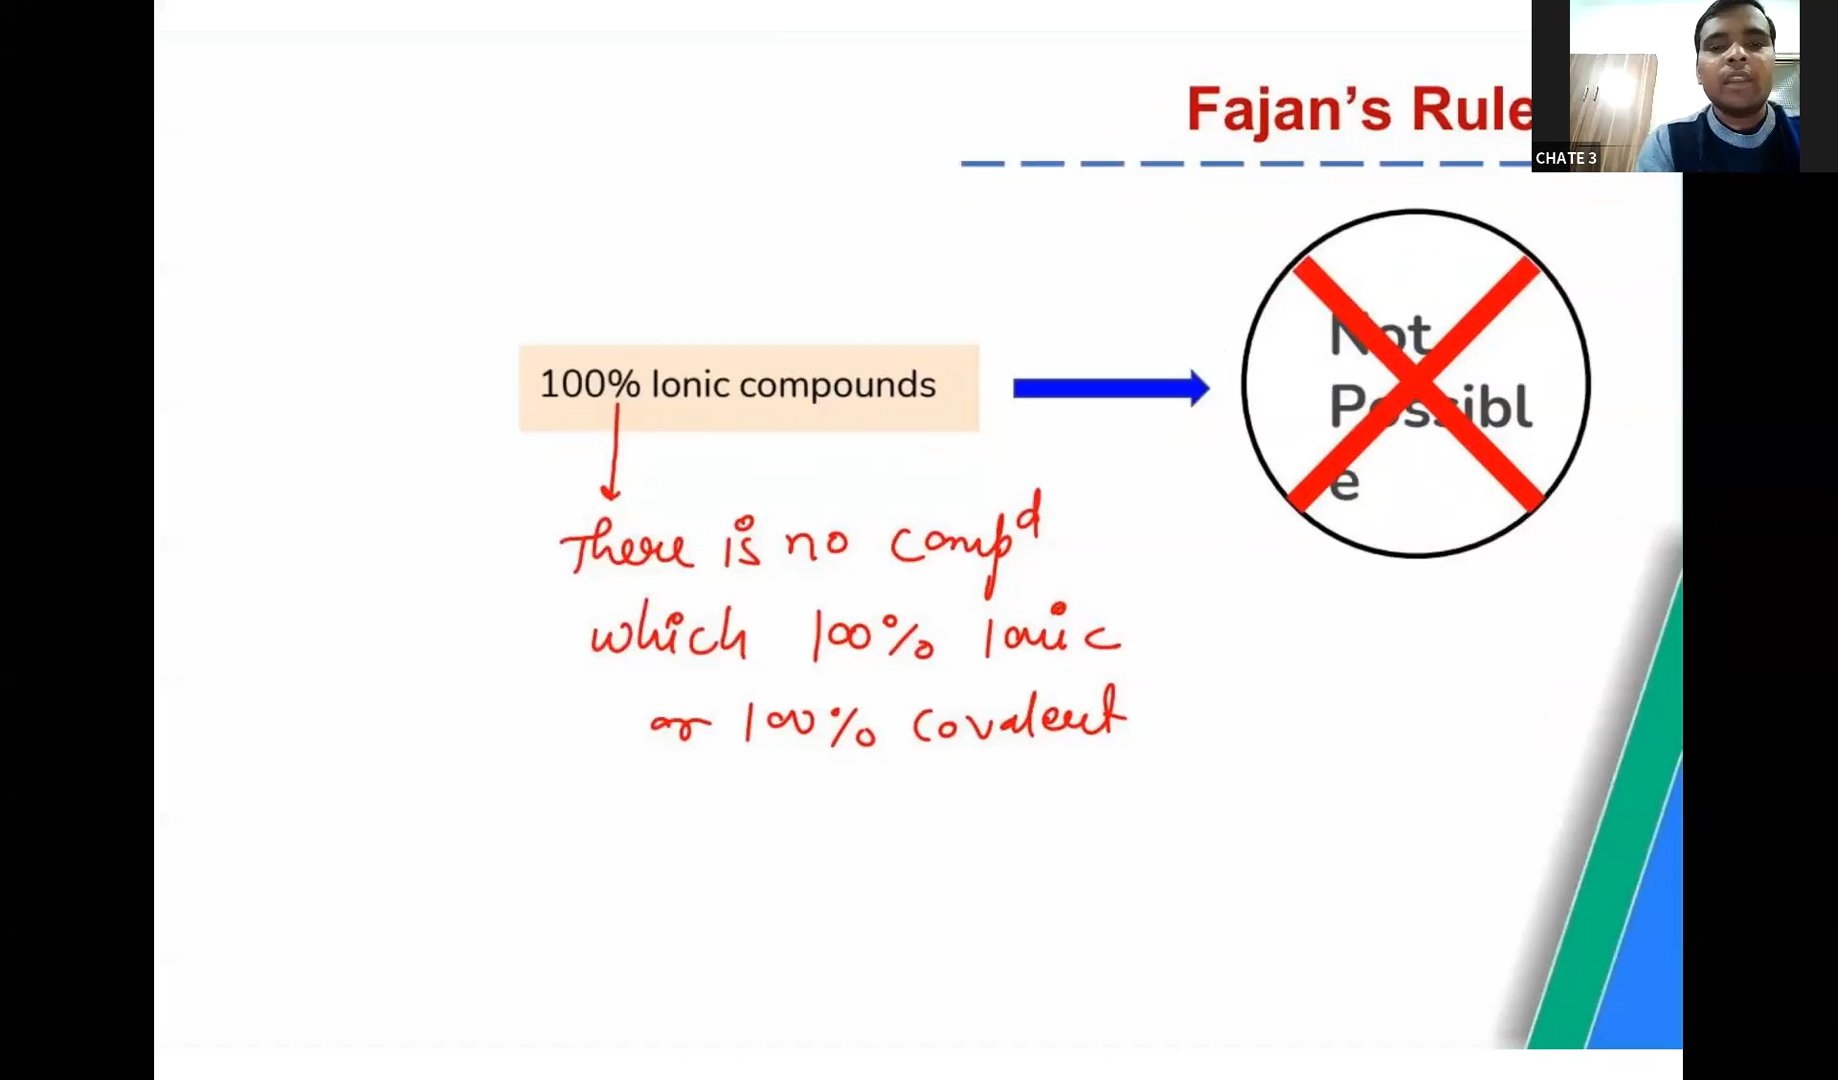 Fajan's Rule
CHATE 3
100% Ionic compounds
Not
Possibl
e
There is no compd
which 100% Ionic
or 100% covalent